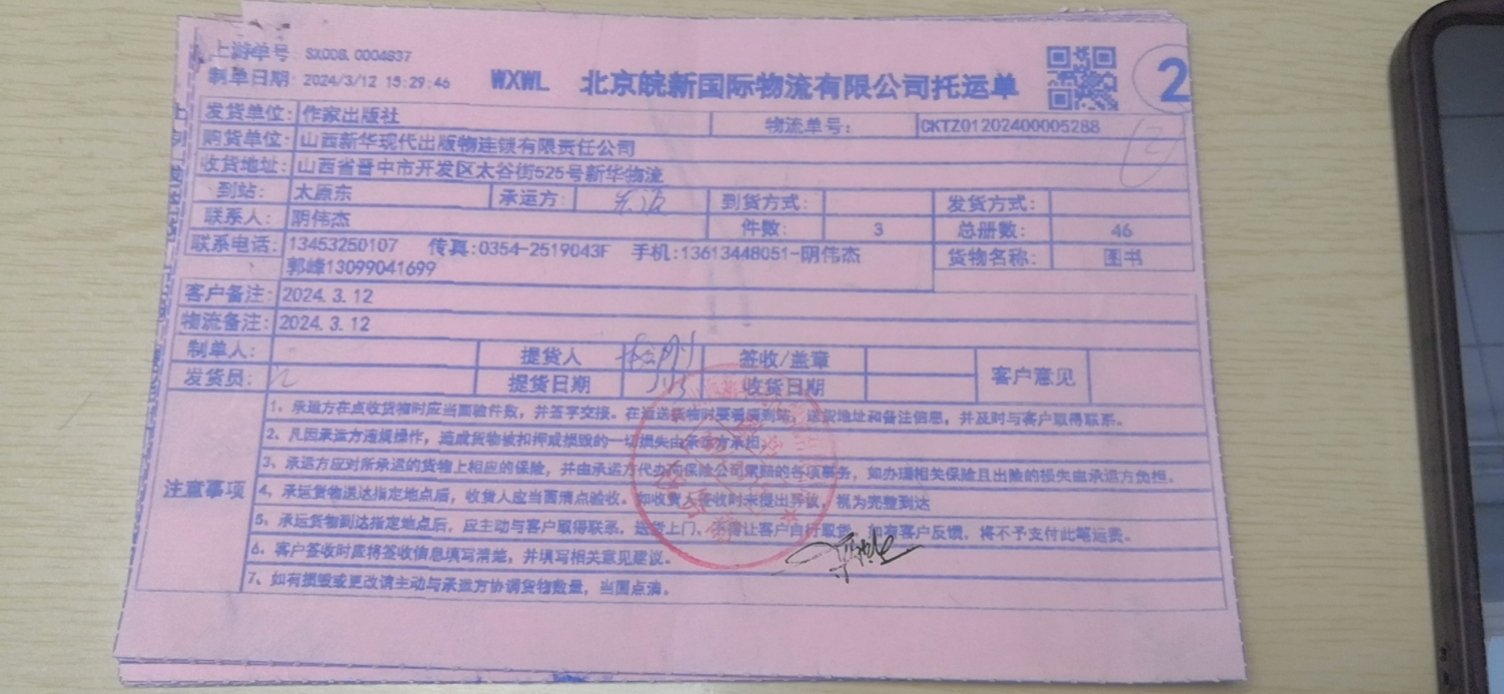 上游单号 SX006.0004637
制单日期: 2024/3/12 15:29:46 WXWL 北京皖新国际物流有限公司托运单 2
发货单位: 作家出版社 物流单号: CKTZ01202400005288
购货单位: 山西新华现代出版物连锁有限责任公司
收货地址: 山西省晋中市开发区太谷街525号新华物流
到站: 太原东 承运方: 到货方式: 发货方式:
联系人: 阴伟杰 件数: 3 总册数: 46
联系电话: 13453250107 传真:0354-2519043F 手机:13613448051-阴伟杰 货物名称: 图书
郭峰13099041699
客户备注: 2024.3.12
物流备注: 2024.3.12
制单人: 提货人 签收/盖章 客户意见
发货员: 提货日期 收货日期
注意事项
1、承运方在点收货物时应当面验件数，并签字交接。在运送货物时要看清到站，送货地址和备注信息，并及时与客户取得联系。
2、凡因承运方违规操作，造成货物被扣押或损毁的一切损失由承运方承担。
3、承运方应对所承运的货物上相应的保险，并由承运方代办向保险公司索赔的各项事务，如办理相关保险且出险的损失由承运方负担。
4、承运货物送达指定地点后，收货人应当面清点验收。如收货人签收时未提出异议，视为完整到达
5、承运货物到达指定地点后，应主动与客户取得联系，送货上门、不得让客户自行取货，如有客户反馈，将不予支付此笔运费。
6、客户签收时应将签收信息填写清楚，并填写相关意见建议。
7、如有损毁或更改请主动与承运方协调货物数量，当面点清。